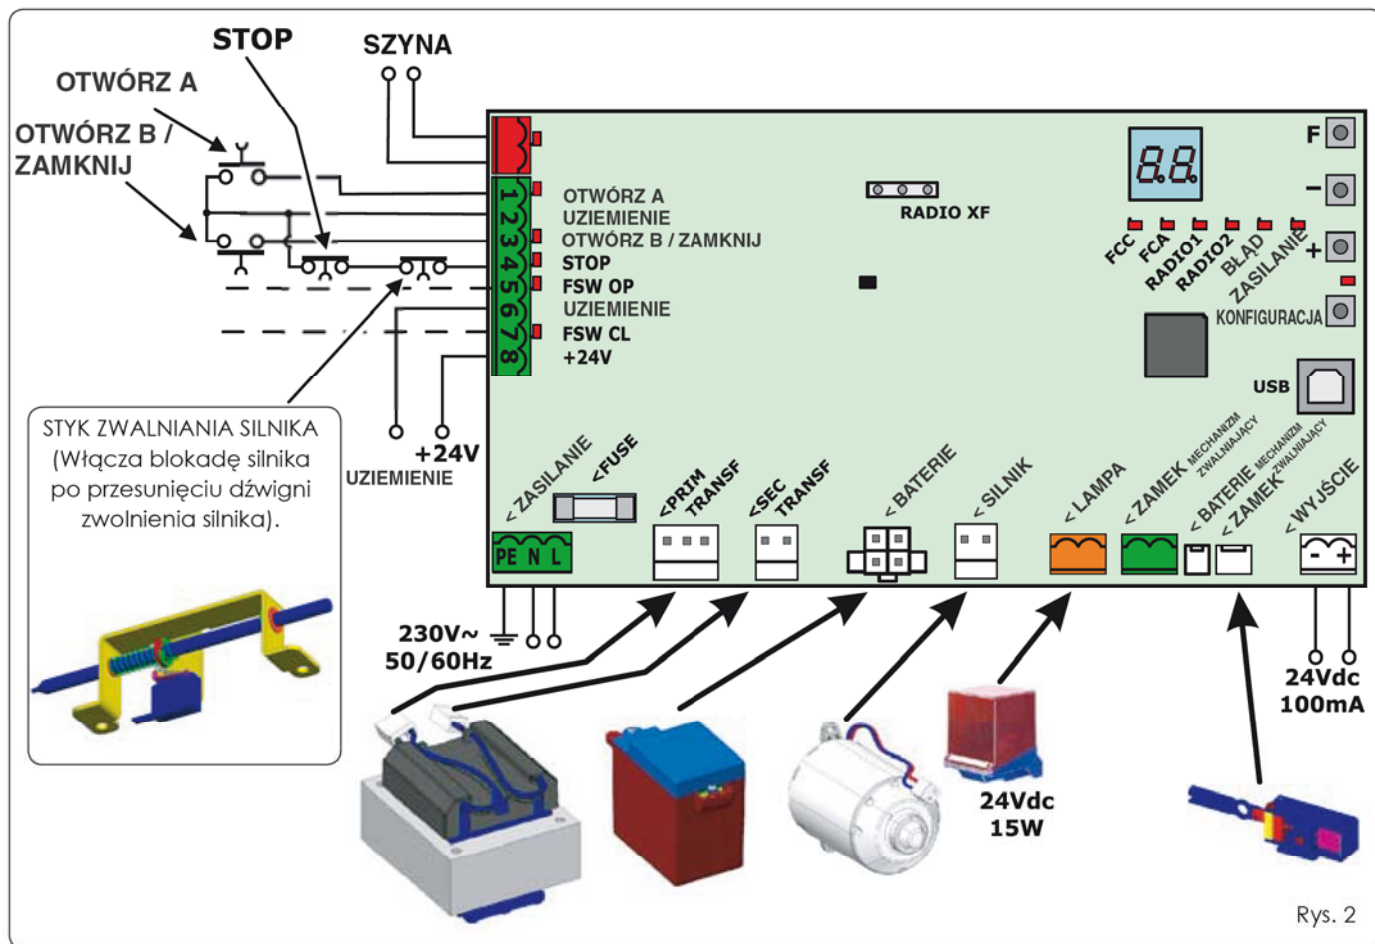 STOP
SZYNA
OTWÓRZ A
OTWÓRZ B /
ZAMKNIJ
1 OTWÓRZ A
2 UZIEMIENIE
3 OTWÓRZ B / ZAMKNIJ
4 STOP
5 FSW OP
6 UZIEMIENIE
7 FSW CL
8 +24V
RADIO XF
88
F
−
+
FCC
FCA
RADIO1
RADIO2
BŁĄD
ZASILANIE
KONFIGURACJA
USB
STYK ZWALNIANIA SILNIKA
(Włącza blokadę silnika
po przesunięciu dźwigni
zwolnienia silnika).
UZIEMIENIE
+24V
<ZASILANIE
<FUSE
<PRIM
TRANSF
<SEC
TRANSF
<BATERIE
<SILNIK
<LAMPA
<ZAMEK MECHANIZM
ZWALNIAJĄCY
<BATERIE MECHANIZM
ZWALNIAJĄCY
<ZAMEK
<WYJŚCIE
PE N L
- +
230V~
50/60Hz
24Vdc
15W
24Vdc
100mA
Rys. 2